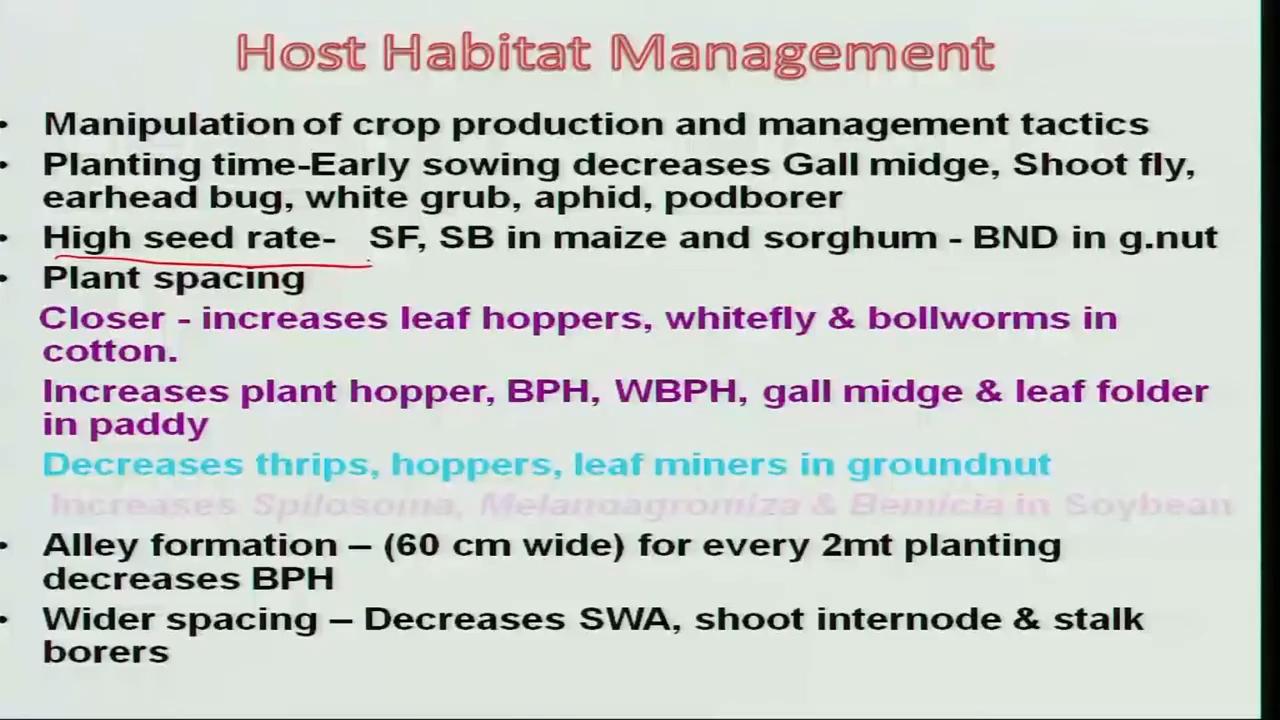 Host Habitat Management
• Manipulation of crop production and management tactics
• Planting time-Early sowing decreases Gall midge, Shoot fly,
earhead bug, white grub, aphid, podborer
• High seed rate- SF, SB in maize and sorghum - BND in g.nut
• Plant spacing
Closer - increases leaf hoppers, whitefly & bollworms in
cotton.
Increases plant hopper, BPH, WBPH, gall midge & leaf folder
in paddy
Decreases thrips, hoppers, leaf miners in groundnut
Increases Spilosoma, Melanoagromiza & Bemicia in Soybean
• Alley formation – (60 cm wide) for every 2mt planting
decreases BPH
• Wider spacing – Decreases SWA, shoot internode & stalk
borers